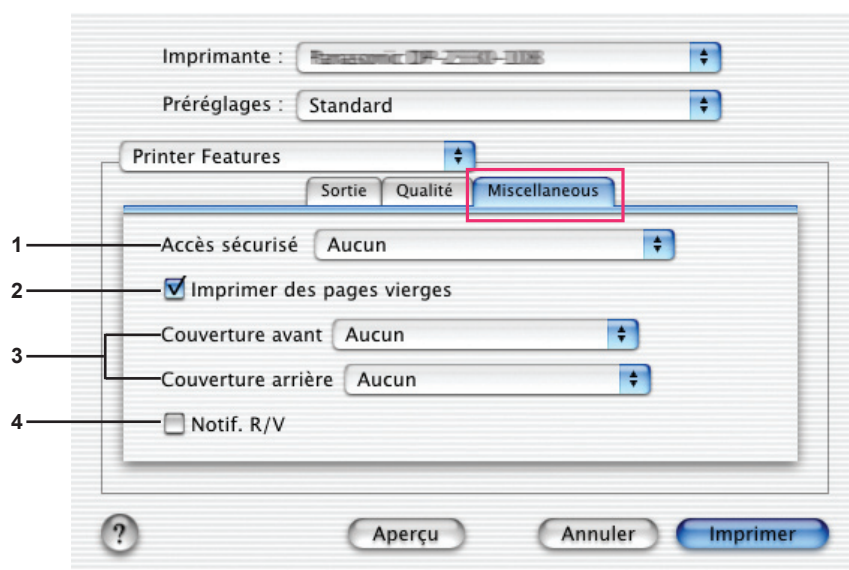 Imprimante :
Préréglages : Standard
Printer Features
Sortie Qualité Miscellaneous
1 Accès sécurisé Aucun
2 Imprimer des pages vierges
3 Couverture avant Aucun
Couverture arrière Aucun
4 Notif. R/V
? Aperçu Annuler Imprimer